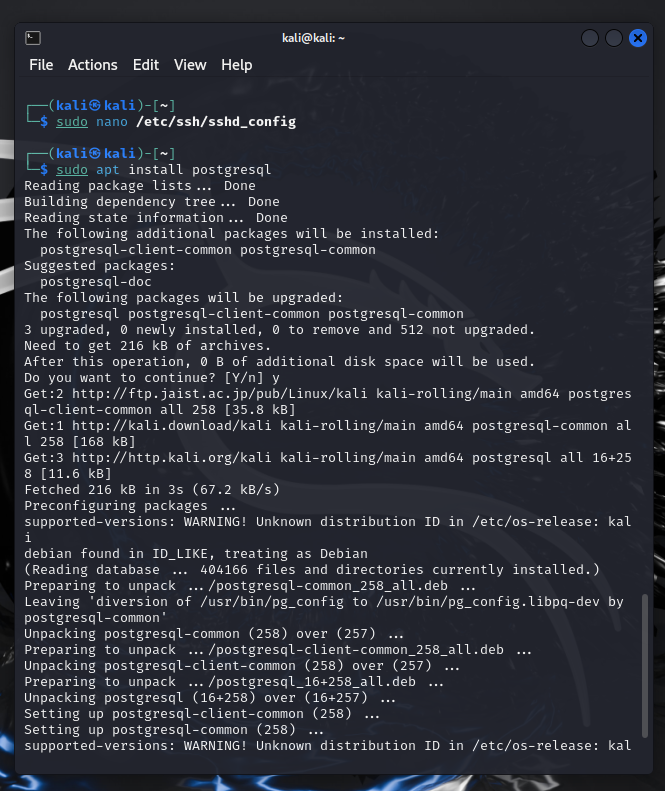 kali@kali: ~
File Actions Edit View Help
┌──(kali㉿kali)-[~]
└─$ sudo nano /etc/ssh/sshd_config
┌──(kali㉿kali)-[~]
└─$ sudo apt install postgresql
Reading package lists... Done
Building dependency tree... Done
Reading state information... Done
The following additional packages will be installed:
  postgresql-client-common postgresql-common
Suggested packages:
  postgresql-doc
The following packages will be upgraded:
  postgresql postgresql-client-common postgresql-common
3 upgraded, 0 newly installed, 0 to remove and 512 not upgraded.
Need to get 216 kB of archives.
After this operation, 0 B of additional disk space will be used.
Do you want to continue? [Y/n] y
Get:2 http://ftp.jaist.ac.jp/pub/Linux/kali kali-rolling/main amd64 postgres
ql-client-common all 258 [35.8 kB]
Get:1 http://kali.download/kali kali-rolling/main amd64 postgresql-common al
l 258 [168 kB]
Get:3 http://http.kali.org/kali kali-rolling/main amd64 postgresql all 16+25
8 [11.6 kB]
Fetched 216 kB in 3s (67.2 kB/s)
Preconfiguring packages ...
supported-versions: WARNING! Unknown distribution ID in /etc/os-release: kal
i
debian found in ID_LIKE, treating as Debian
(Reading database ... 404166 files and directories currently installed.)
Preparing to unpack .../postgresql-common_258_all.deb ...
Leaving 'diversion of /usr/bin/pg_config to /usr/bin/pg_config.libpq-dev by
postgresql-common'
Unpacking postgresql-common (258) over (257) ...
Preparing to unpack .../postgresql-client-common_258_all.deb ...
Unpacking postgresql-client-common (258) over (257) ...
Preparing to unpack .../postgresql_16+258_all.deb ...
Unpacking postgresql (16+258) over (16+257) ...
Setting up postgresql-client-common (258) ...
Setting up postgresql-common (258) ...
supported-versions: WARNING! Unknown distribution ID in /etc/os-release: kal